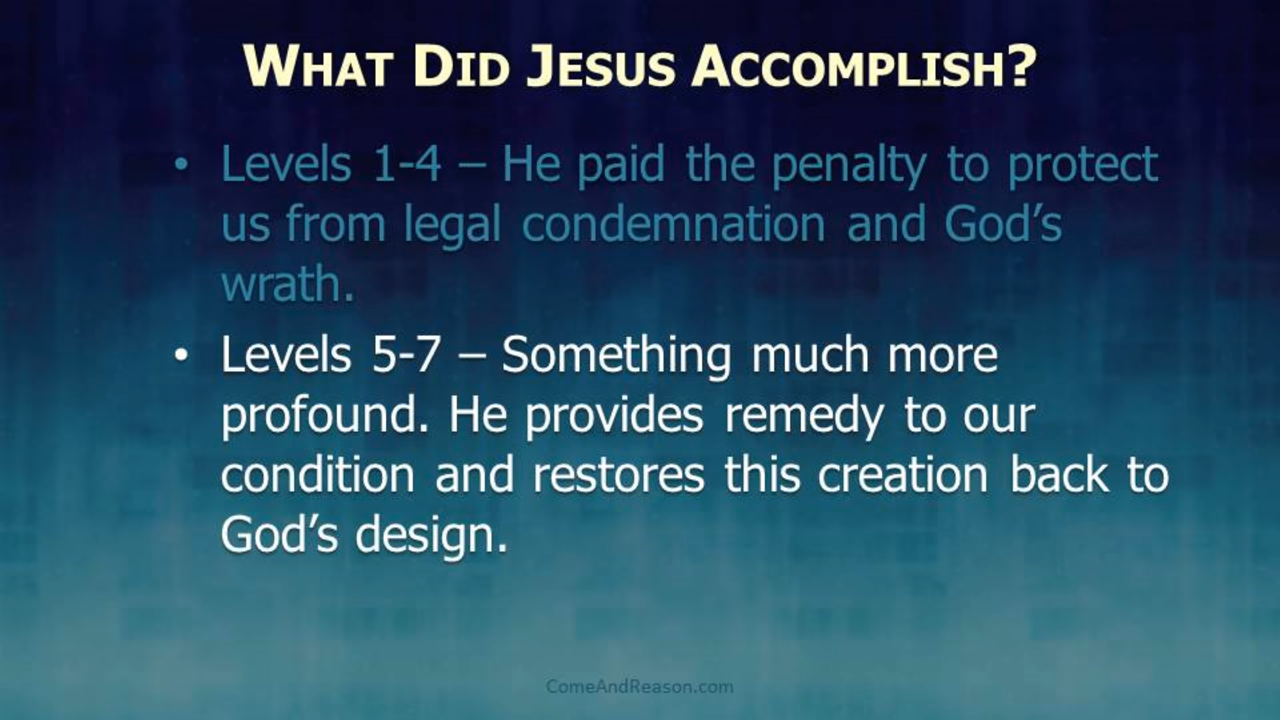 WHAT DID JESUS ACCOMPLISH?
• Levels 1-4 – He paid the penalty to protect
us from legal condemnation and God’s
wrath.
• Levels 5-7 – Something much more
profound. He provides remedy to our
condition and restores this creation back to
God’s design.
ComeAndReason.com